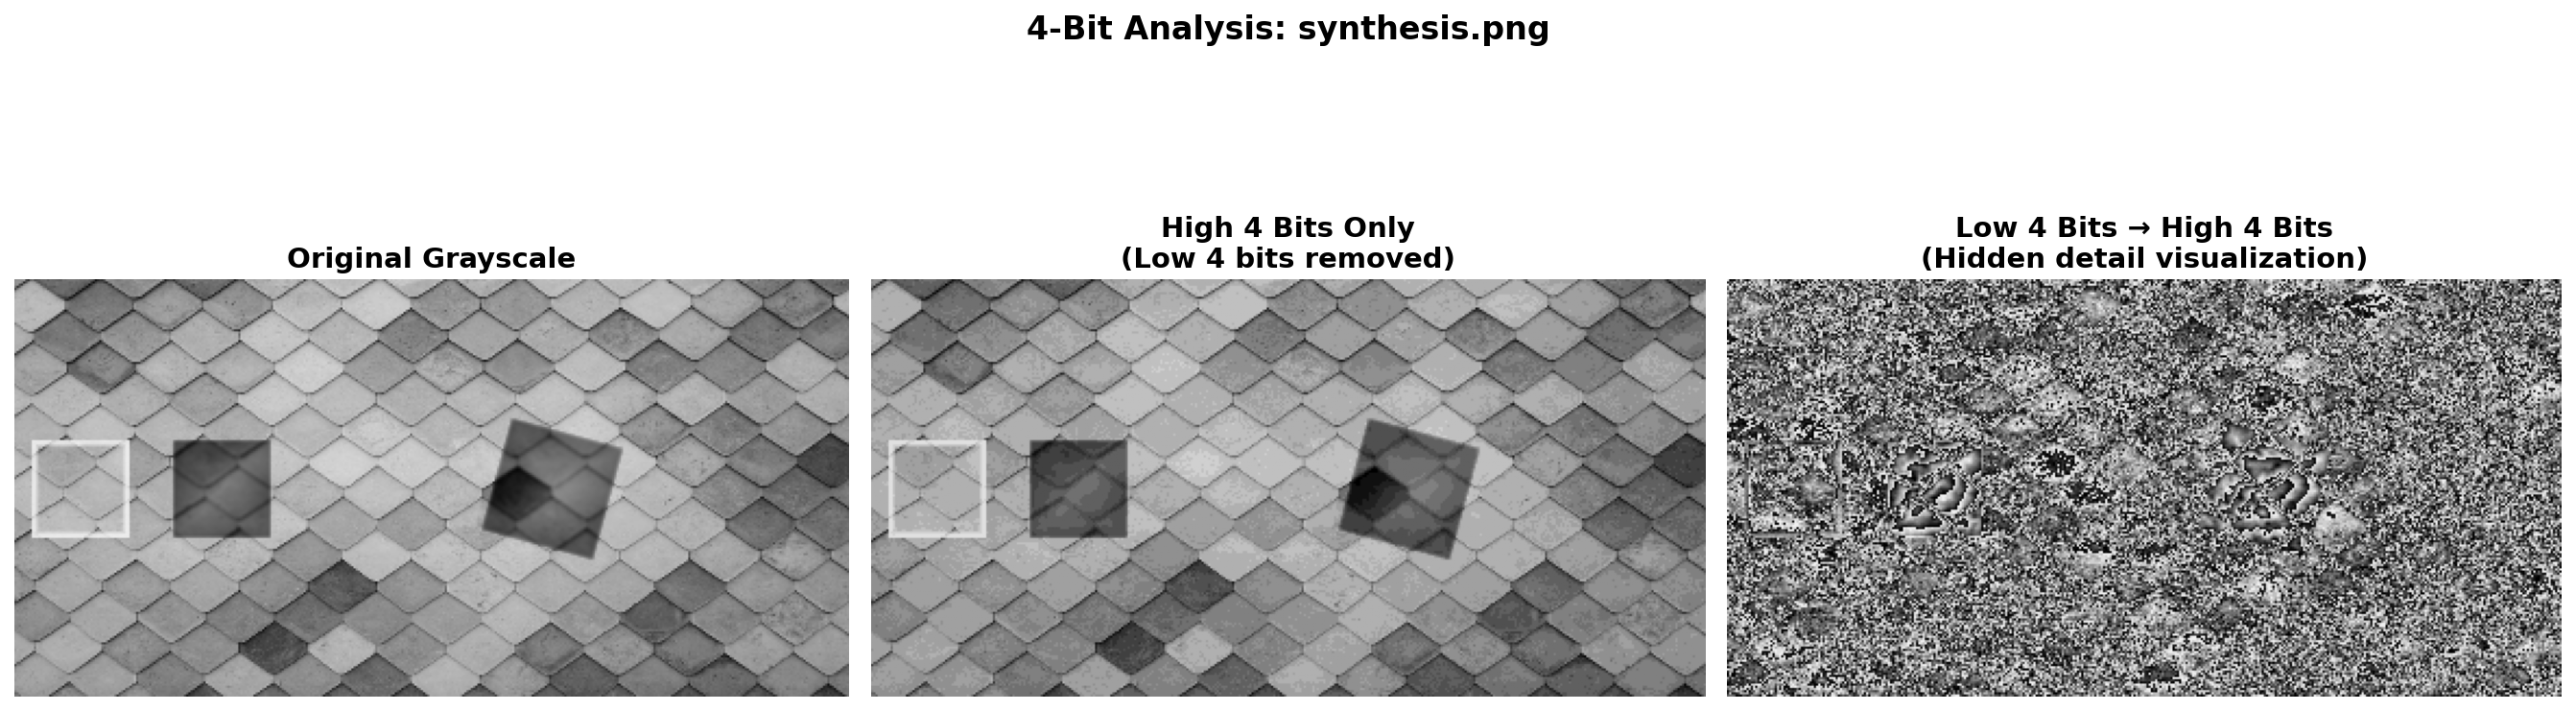 4-Bit Analysis: synthesis.png
Original Grayscale
High 4 Bits Only
(Low 4 bits removed)
Low 4 Bits → High 4 Bits
(Hidden detail visualization)